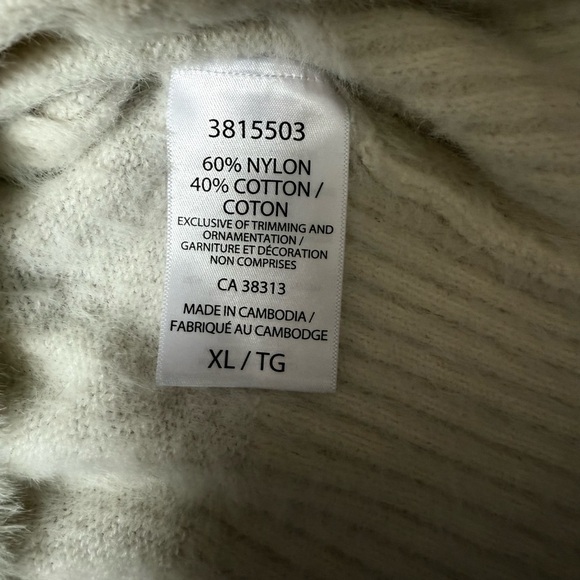 3815503
60% NYLON
40% COTTON /
COTON
EXCLUSIVE OF TRIMMING AND
ORNAMENTATION /
GARNITURE ET DÉCORATION
NON COMPRISES
CA 38313
MADE IN CAMBODIA /
FABRIQUÉ AU CAMBODGE
XL / TG